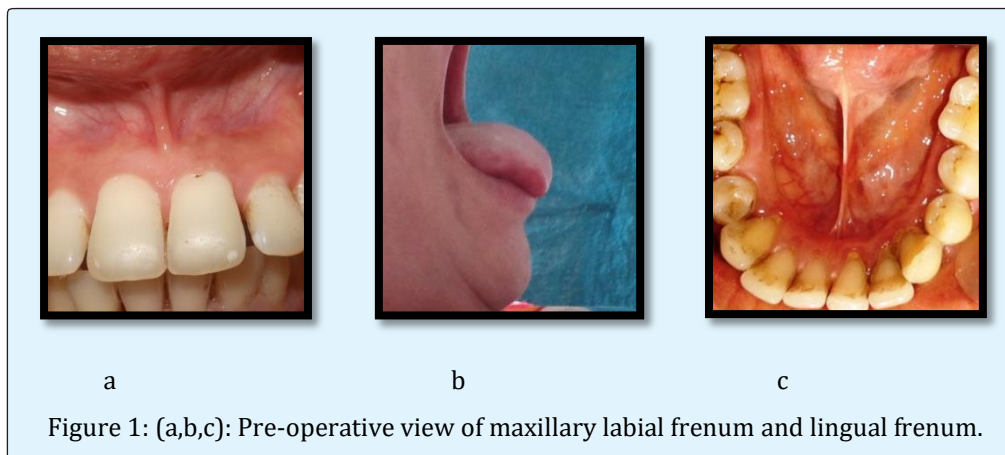 a b c
Figure 1: (a,b,c): Pre-operative view of maxillary labial frenum and lingual frenum.